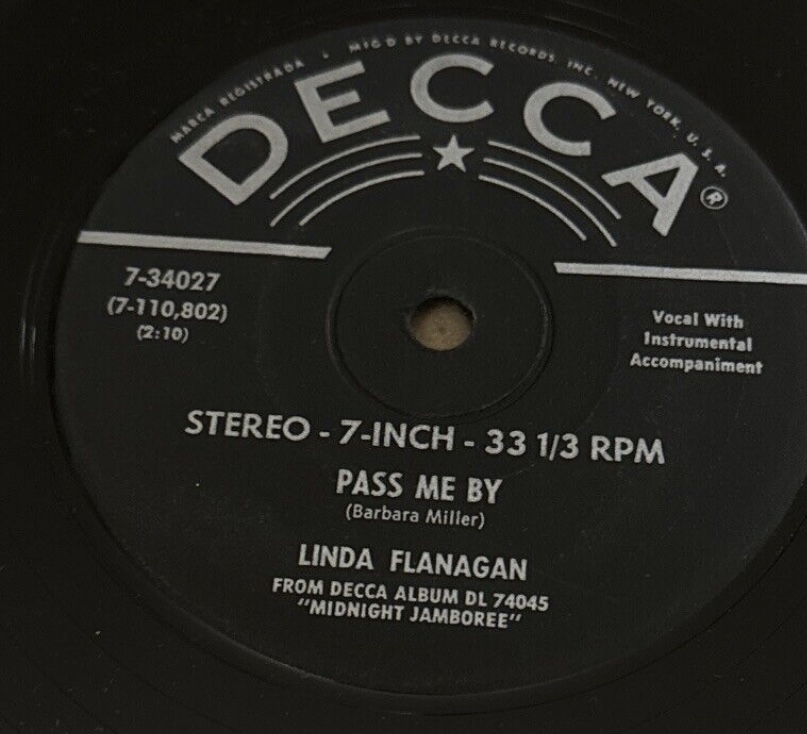 MARCA REGISTRADA • MFG'D BY DECCA RECORDS, INC., NEW YORK, U.S.A.
DECCA®
7-34027
(7-110,802)
(2:10)
Vocal With
Instrumental
Accompaniment
STEREO - 7-INCH - 33 1/3 RPM
PASS ME BY
(Barbara Miller)
LINDA FLANAGAN
FROM DECCA ALBUM DL 74045
"MIDNIGHT JAMBOREE"